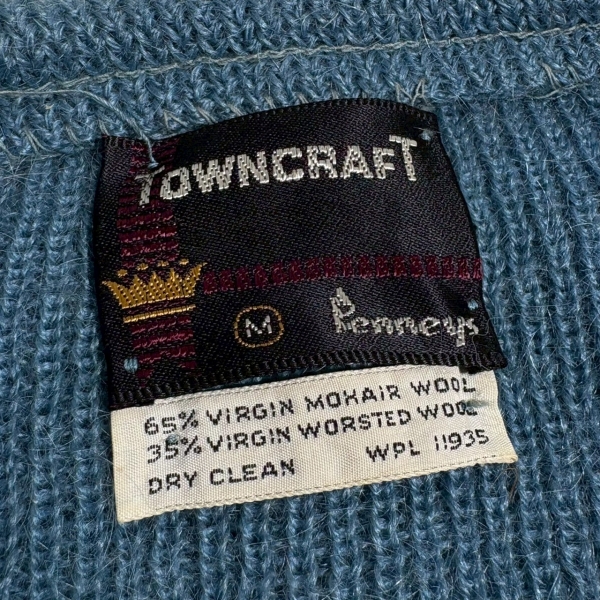 TOWNCRAFT
M
Penneys
65% VIRGIN MOHAIR WOOL
35% VIRGIN WORSTED WOOL
DRY CLEAN WPL 11935